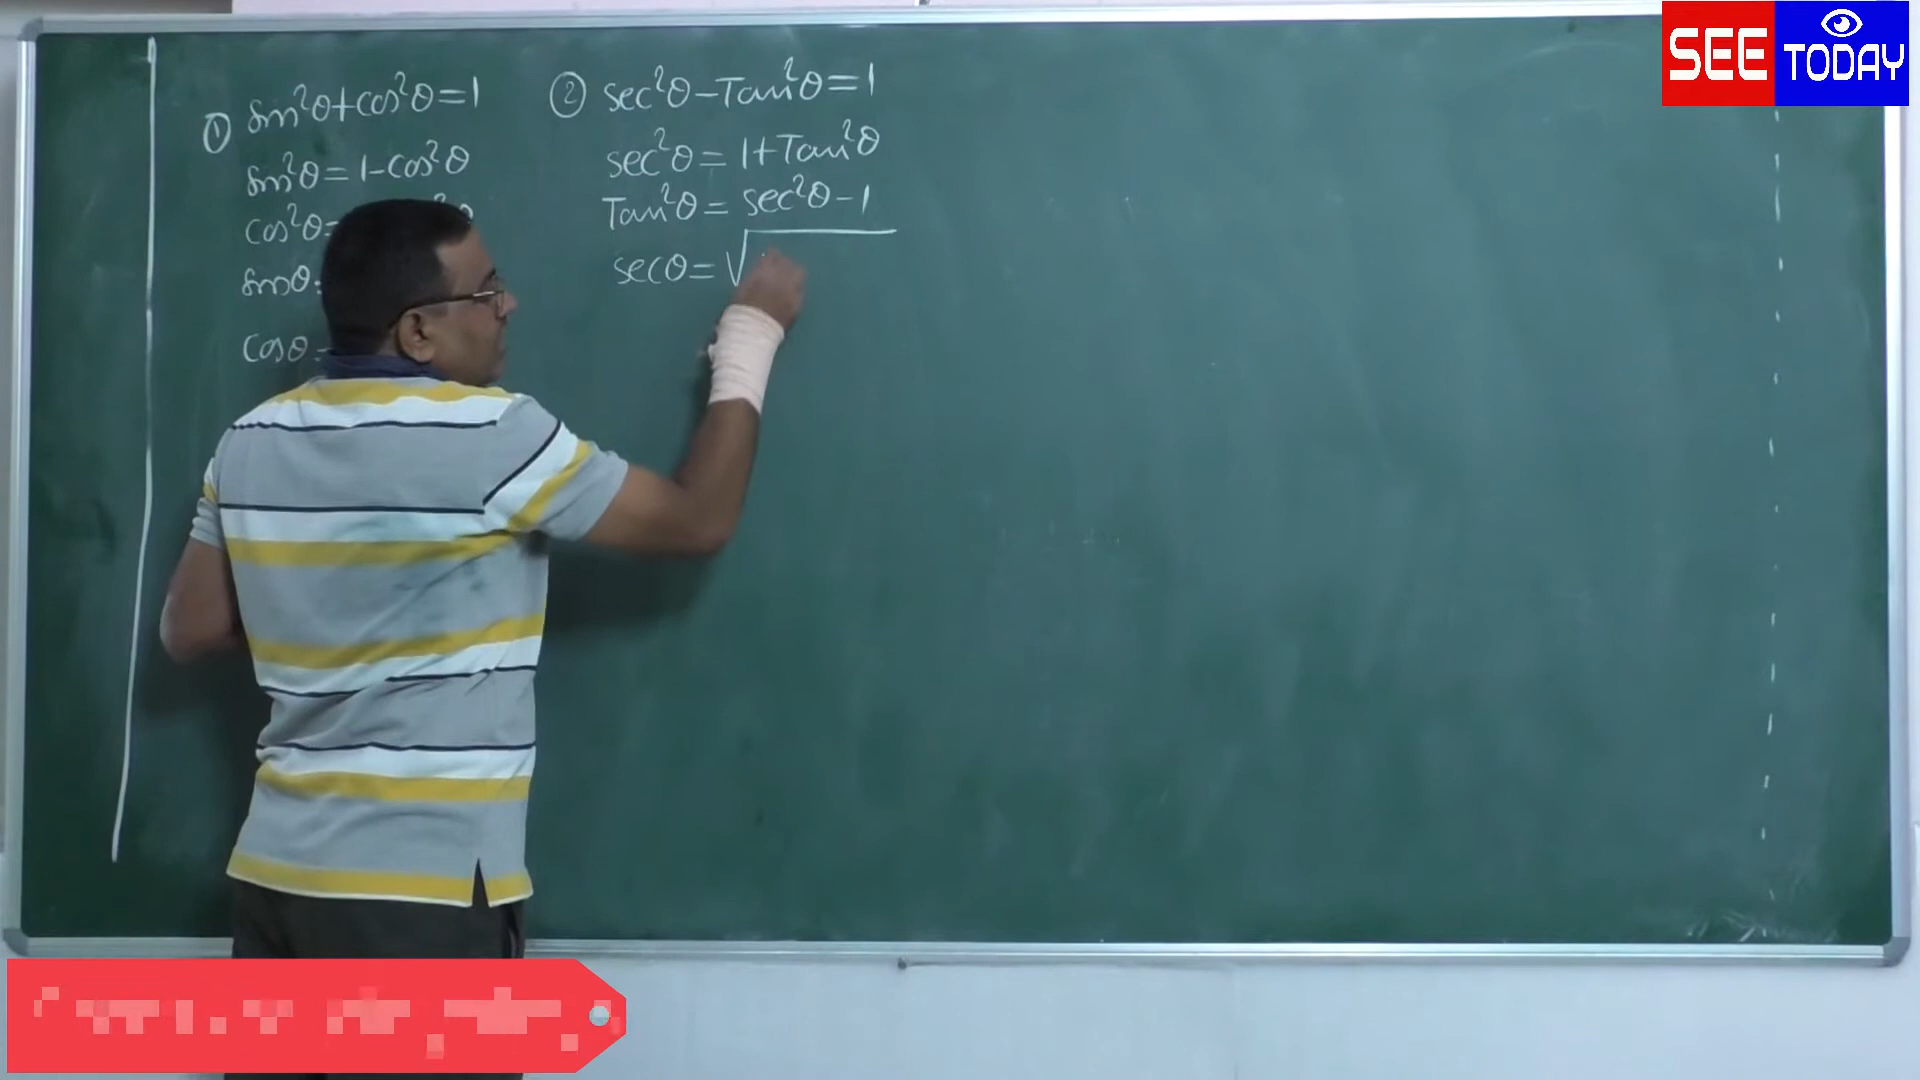 ① sin²θ+cos²θ=1
sin²θ=1-cos²θ
cos²θ=
sinθ=
cosθ=
② sec²θ-Tan²θ=1
sec²θ=1+Tan²θ
Tan²θ=sec²θ-1
secθ=√
SEE TODAY